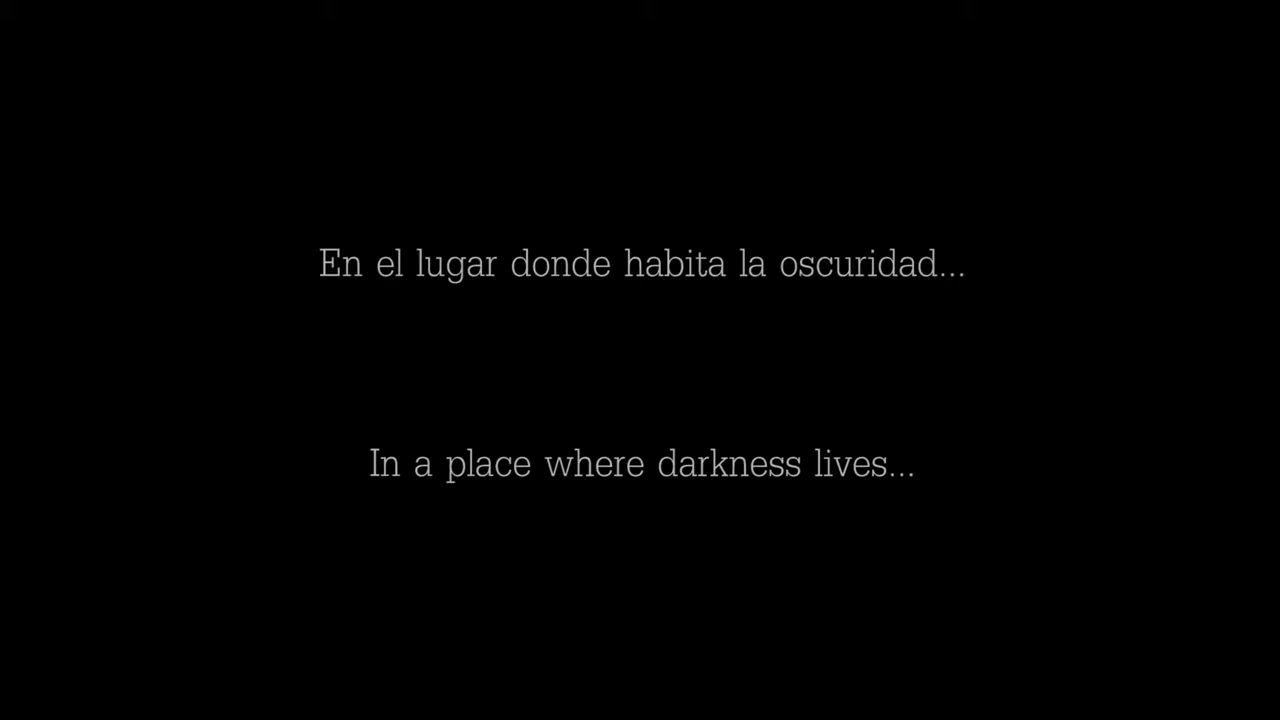 En el lugar donde habita la oscuridad...
In a place where darkness lives...